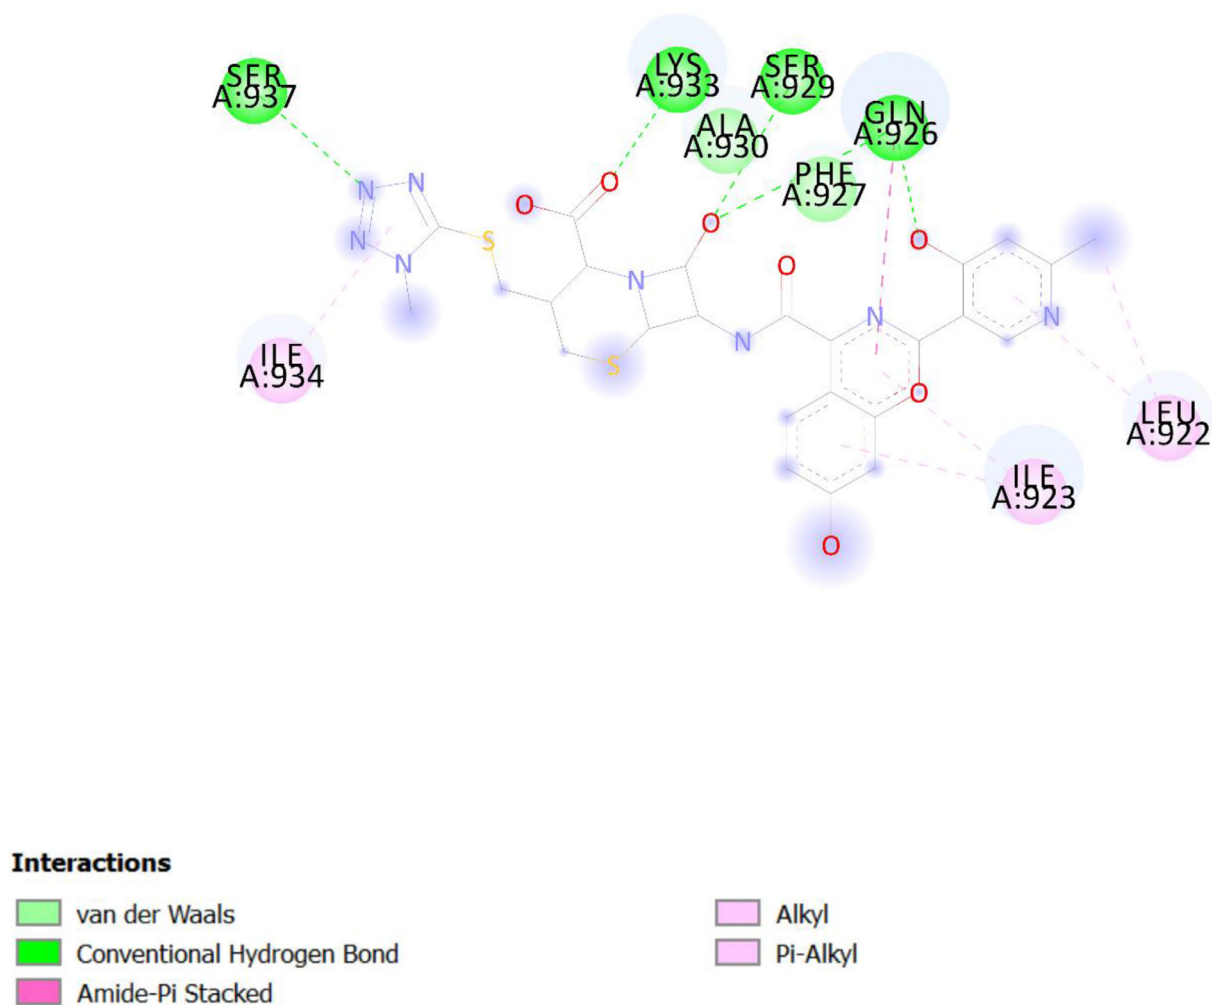 SER
A:937
LYS
A:933
SER
A:929
ALA
A:930
GLN
A:926
PHE
A:927
N
N
N
N
S
O
O
O
N
S
N
O
N
O
O
N
O
ILE
A:934
LEU
A:922
ILE
A:923
Interactions
van der Waals
Conventional Hydrogen Bond
Amide-Pi Stacked
Alkyl
Pi-Alkyl